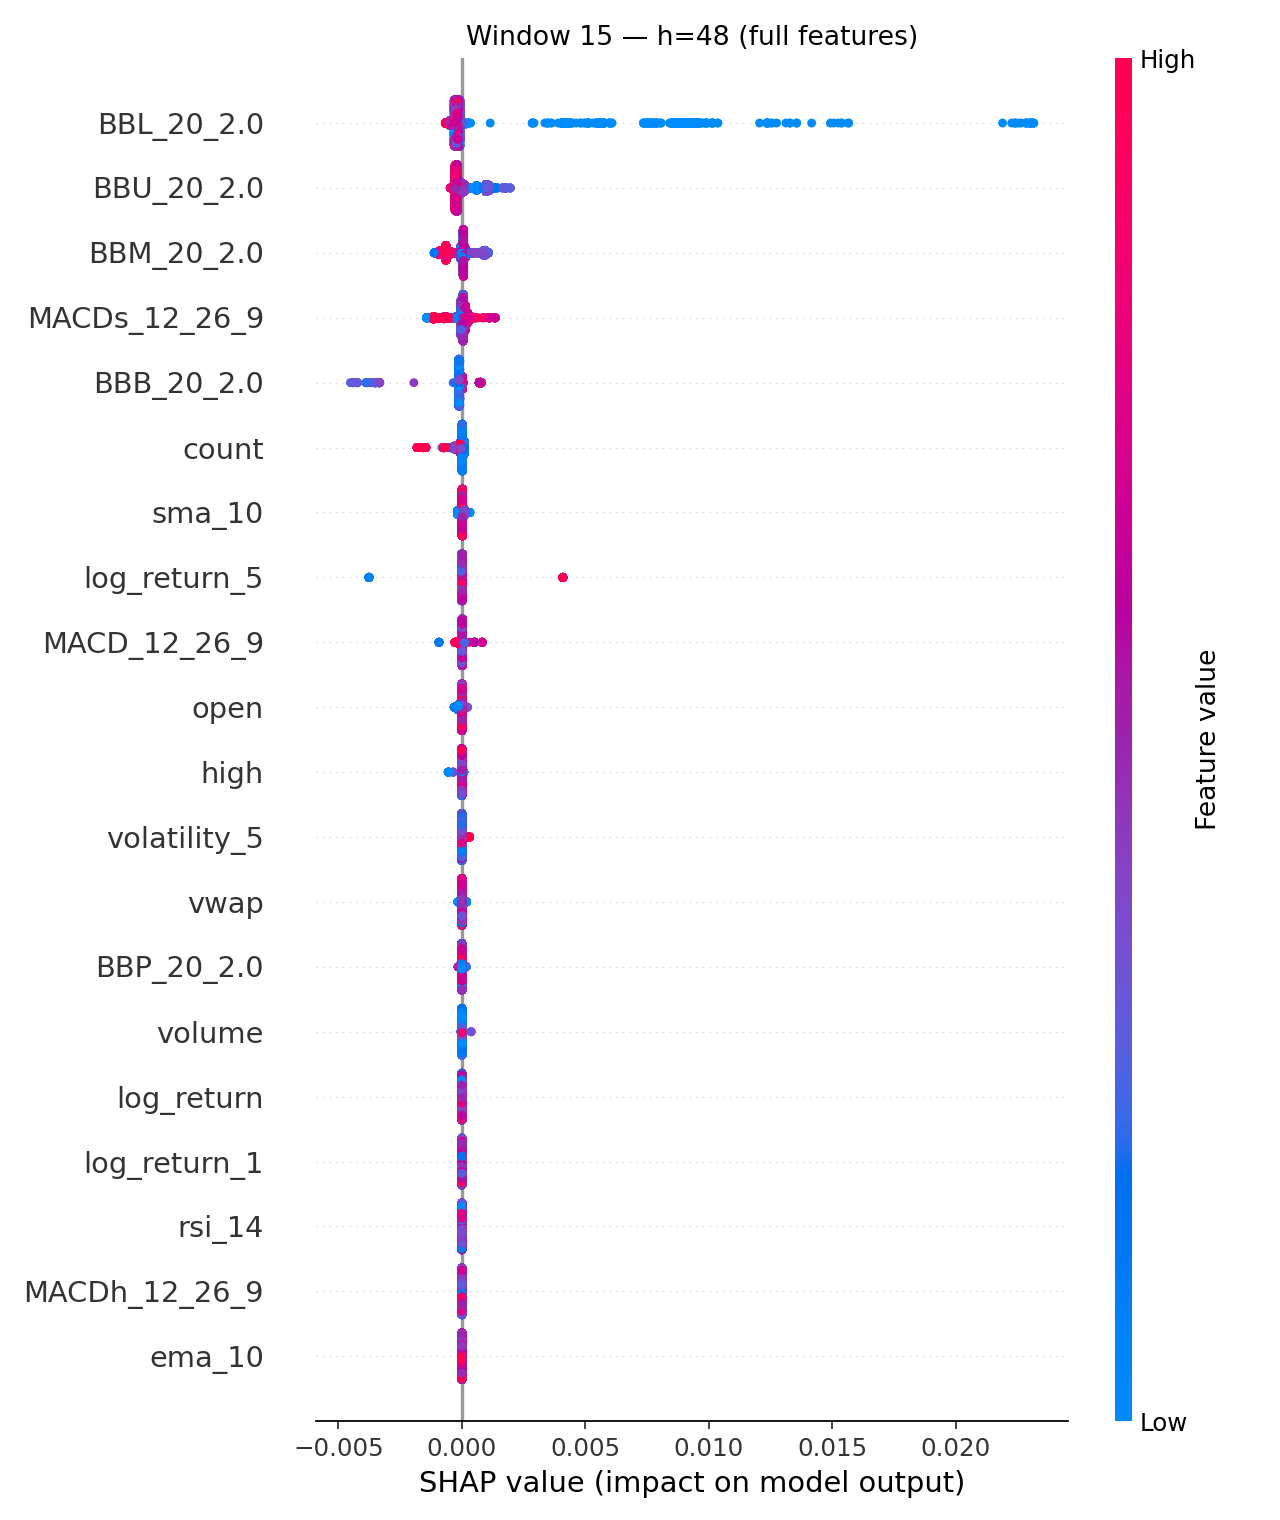 Window 15 — h=48 (full features)
High
BBL_20_2.0
BBU_20_2.0
BBM_20_2.0
MACDs_12_26_9
BBB_20_2.0
count
sma_10
log_return_5
MACD_12_26_9
open
high
volatility_5
vwap
BBP_20_2.0
volume
log_return
log_return_1
rsi_14
MACDh_12_26_9
ema_10
Feature value
Low
−0.005 0.000 0.005 0.010 0.015 0.020
SHAP value (impact on model output)